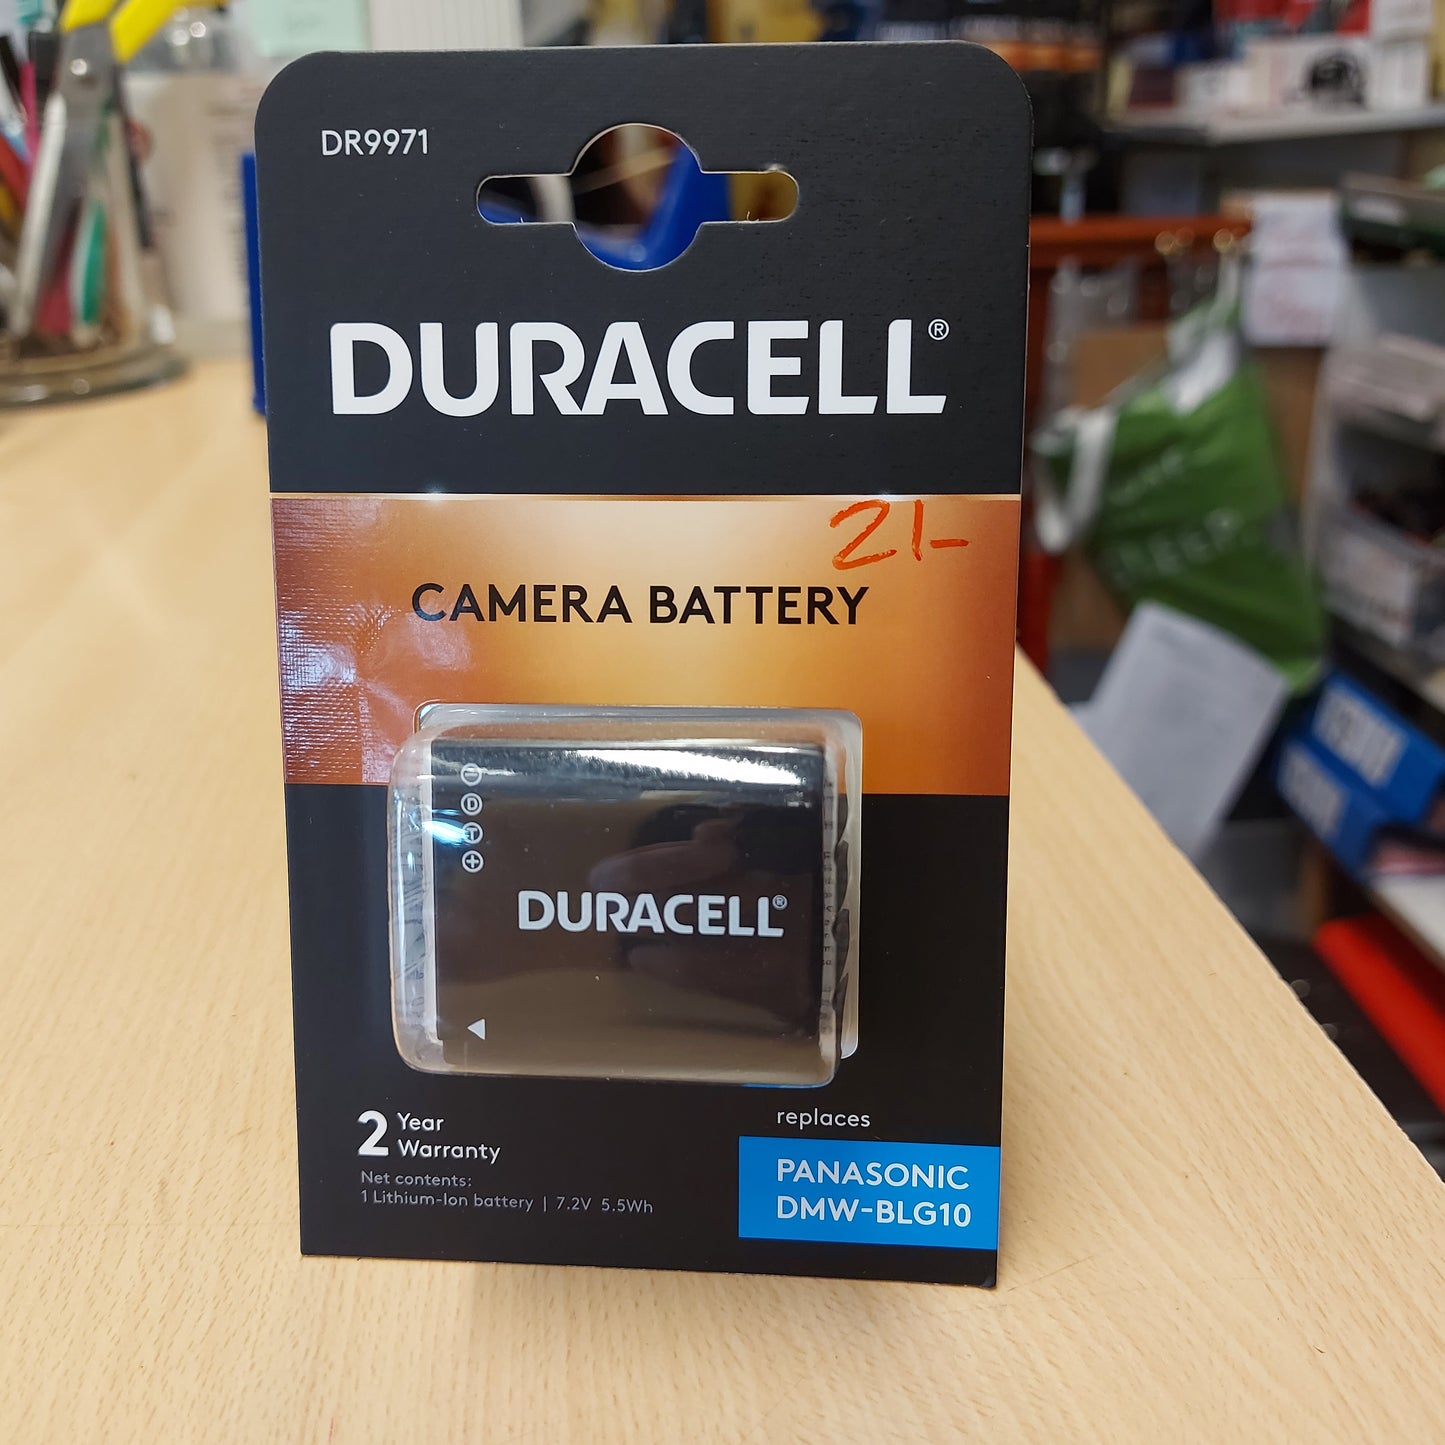 DR9971
DURACELL®
21-
CAMERA BATTERY
D
T
DURACELL®
2 Year
Warranty
Net contents:
1 Lithium-Ion battery | 7.2V 5.5Wh
replaces
PANASONIC
DMW-BLG10